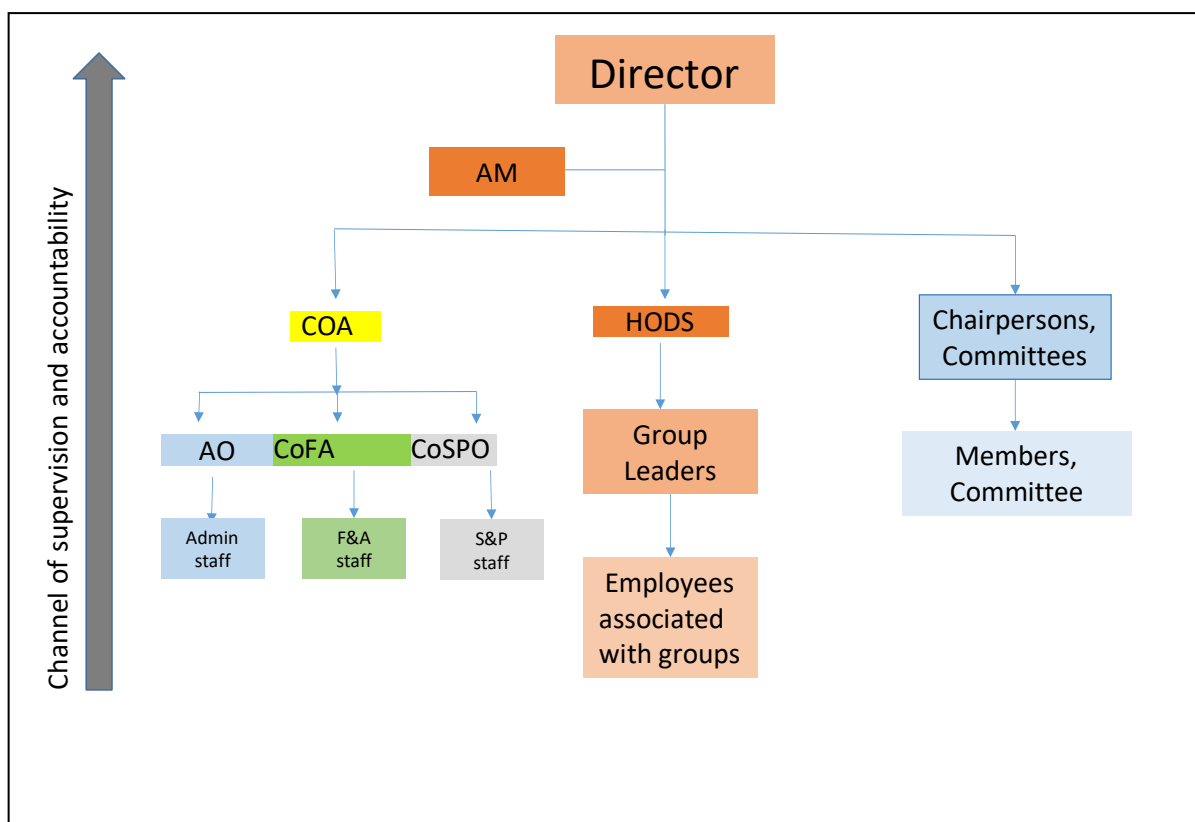 Channel of supervision and accountability
Director
AM
COA
HODS
Chairpersons,
Committees
AO
CoFA
CoSPO
Group
Leaders
Members,
Committee
Admin
staff
F&A
staff
S&P
staff
Employees
associated
with groups